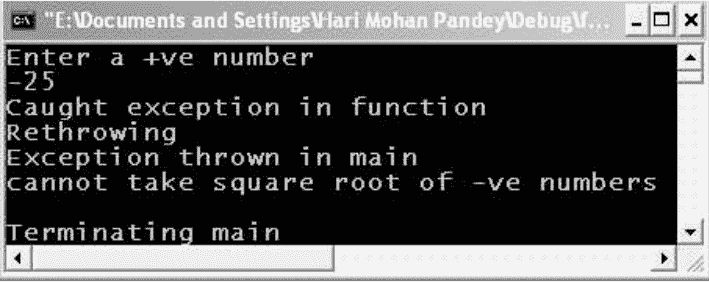 "E:\Documents and Settings\Hari Mohan Pandey\Debug\f...
Enter a +ve number
-25
Caught exception in function
Rethrowing
Exception thrown in main
cannot take square root of -ve numbers
Terminating main